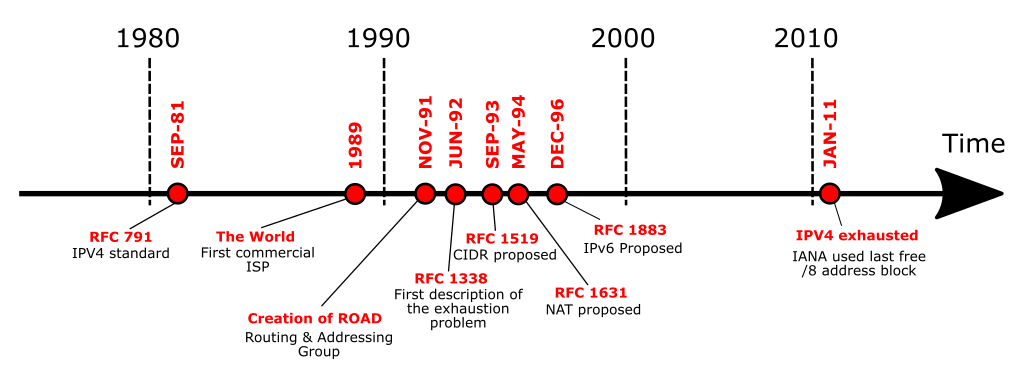 1980
1990
2000
2010
SEP-81
1989
NOV-91
JUN-92
SEP-93
MAY-94
DEC-96
JAN-11
Time
RFC 791
IPV4 standard
The World
First commercial
ISP
Creation of ROAD
Routing & Addressing
Group
RFC 1338
First description of
the exhaustion
problem
RFC 1519
CIDR proposed
RFC 1631
NAT proposed
RFC 1883
IPv6 Proposed
IPV4 exhausted
IANA used last free
/8 address block